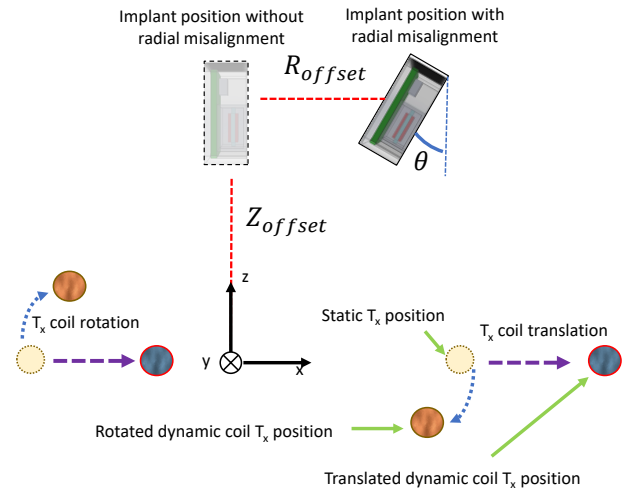 Implant position without
radial misalignment
Implant position with
radial misalignment
R_offset
θ
Z_offset
z
Tₓ coil rotation
Static Tₓ position
Tₓ coil translation
y
x
Rotated dynamic coil Tₓ position
Translated dynamic coil Tₓ position